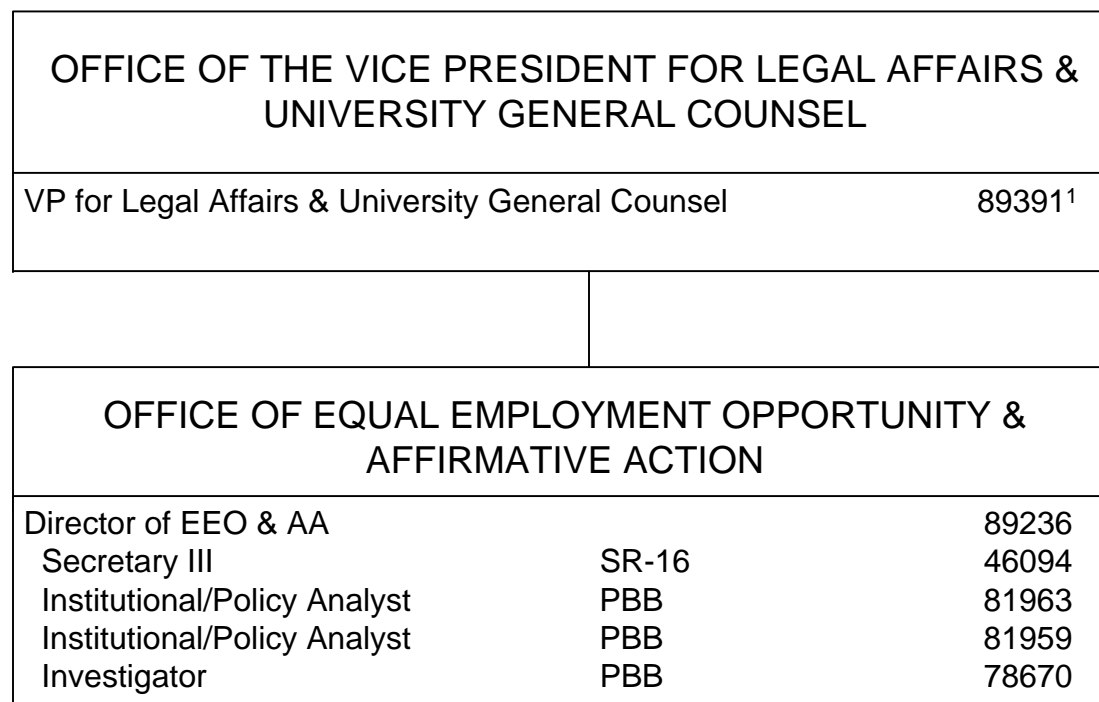 OFFICE OF THE VICE PRESIDENT FOR LEGAL AFFAIRS &
UNIVERSITY GENERAL COUNSEL
VP for Legal Affairs & University General Counsel 89391¹
OFFICE OF EQUAL EMPLOYMENT OPPORTUNITY &
AFFIRMATIVE ACTION
Director of EEO & AA 89236
Secretary III SR-16 46094
Institutional/Policy Analyst PBB 81963
Institutional/Policy Analyst PBB 81959
Investigator PBB 78670